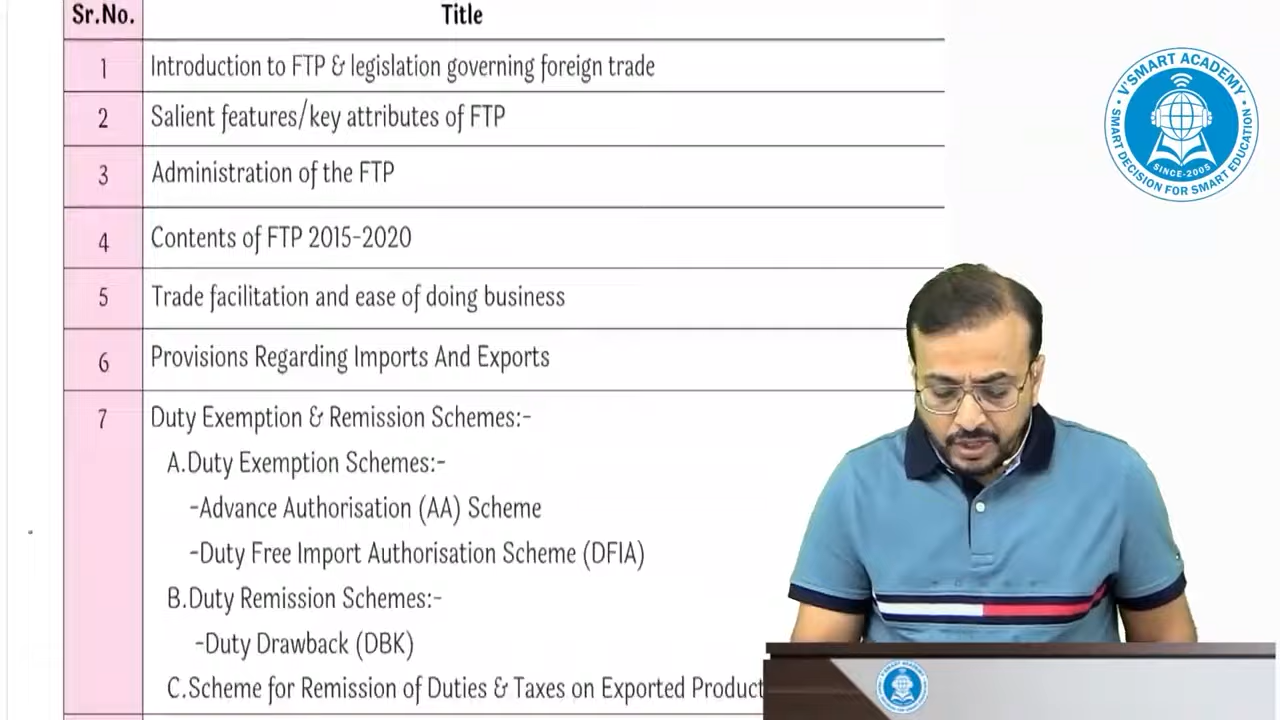 Sr.No. Title
1 Introduction to FTP & legislation governing foreign trade
2 Salient features/key attributes of FTP
3 Administration of the FTP
4 Contents of FTP 2015-2020
5 Trade facilitation and ease of doing business
6 Provisions Regarding Imports And Exports
7 Duty Exemption & Remission Schemes:-
A.Duty Exemption Schemes:-
-Advance Authorisation (AA) Scheme
-Duty Free Import Authorisation Scheme (DFIA)
B.Duty Remission Schemes:-
-Duty Drawback (DBK)
C.Scheme for Remission of Duties & Taxes on Exported Product
V'SMART ACADEMY
SMART DECISION FOR SMART EDUCATION
SINCE-2005